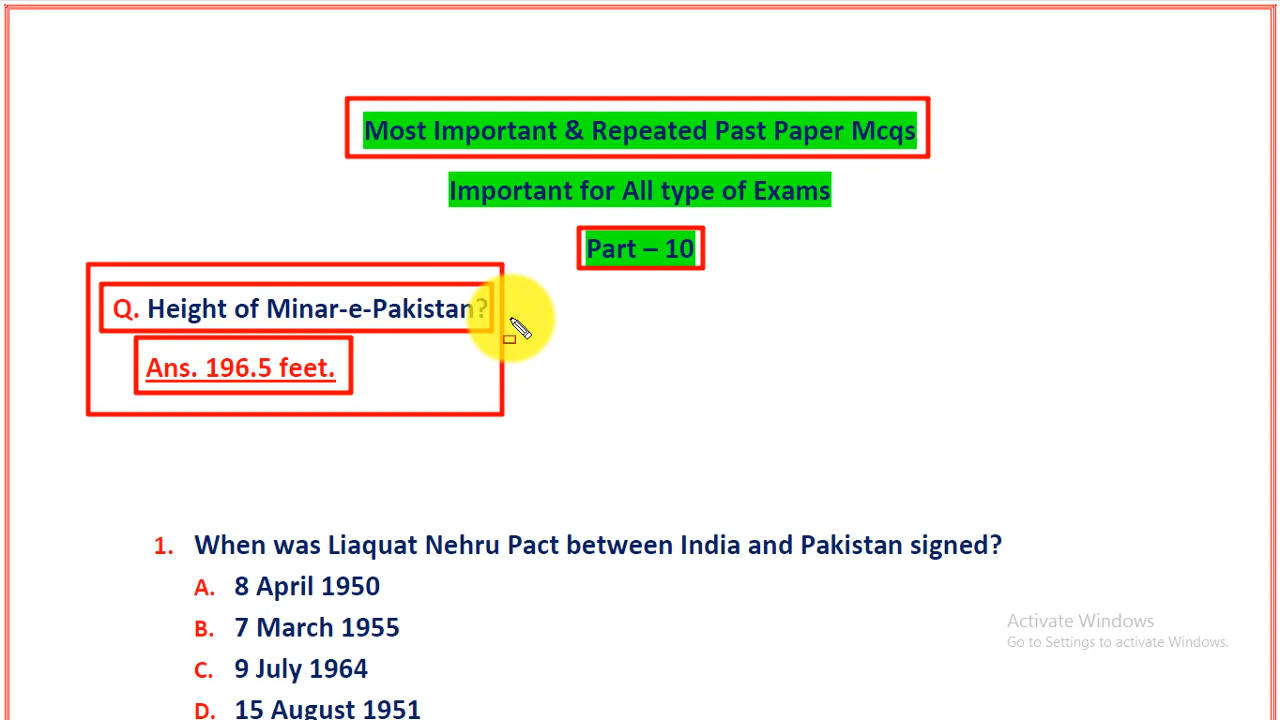 Most Important & Repeated Past Paper Mcqs
Important for All type of Exams
Part – 10
Q. Height of Minar-e-Pakistan?
Ans. 196.5 feet.
1. When was Liaquat Nehru Pact between India and Pakistan signed?
A. 8 April 1950
B. 7 March 1955
C. 9 July 1964
D. 15 August 1951
Activate Windows
Go to Settings to activate Windows.